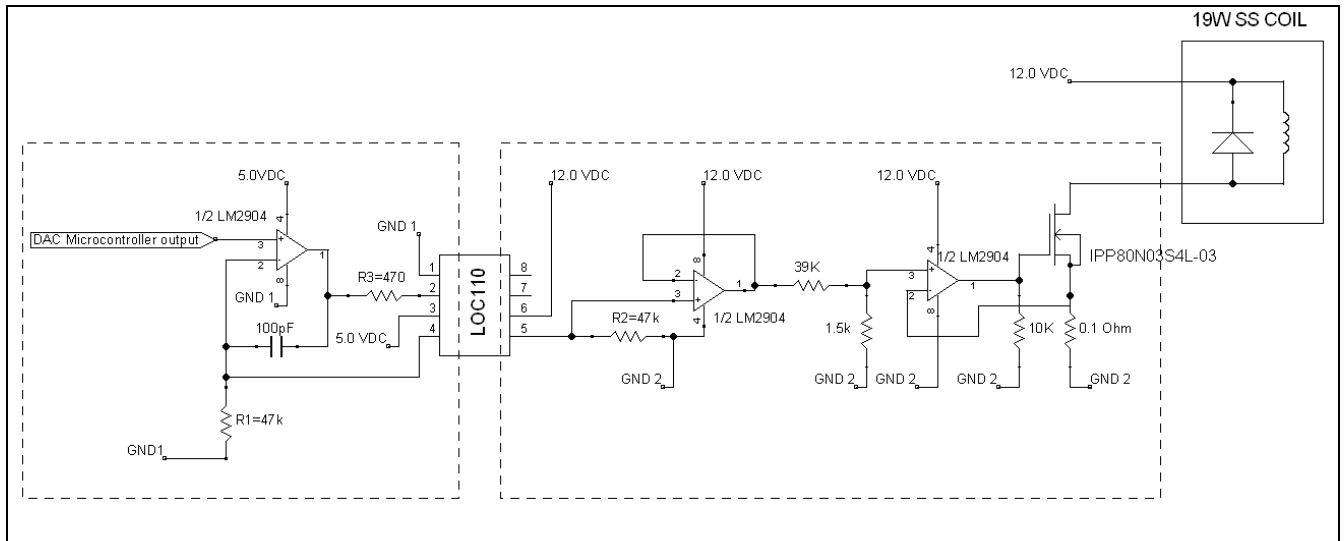 19W SS COIL
12.0 VDC
5.0VDC
1/2 LM2904
DAC Microcontroller output
3
2
+
-
4
8
1
GND 1
100pF
R3=470
R1=47k
GND1
GND 1
5.0 VDC
1
2
3
4
LOC110
8
7
6
5
12.0 VDC
R2=47k
GND 2
12.0 VDC
2
3
-
+
8
4
1
1/2 LM2904
39K
1.5k
GND 2
12.0 VDC
3
2
+
-
4
8
1
1/2 LM2904
GND 2
10K
GND 2
IPP80N03S4L-03
0.1 Ohm
GND 2